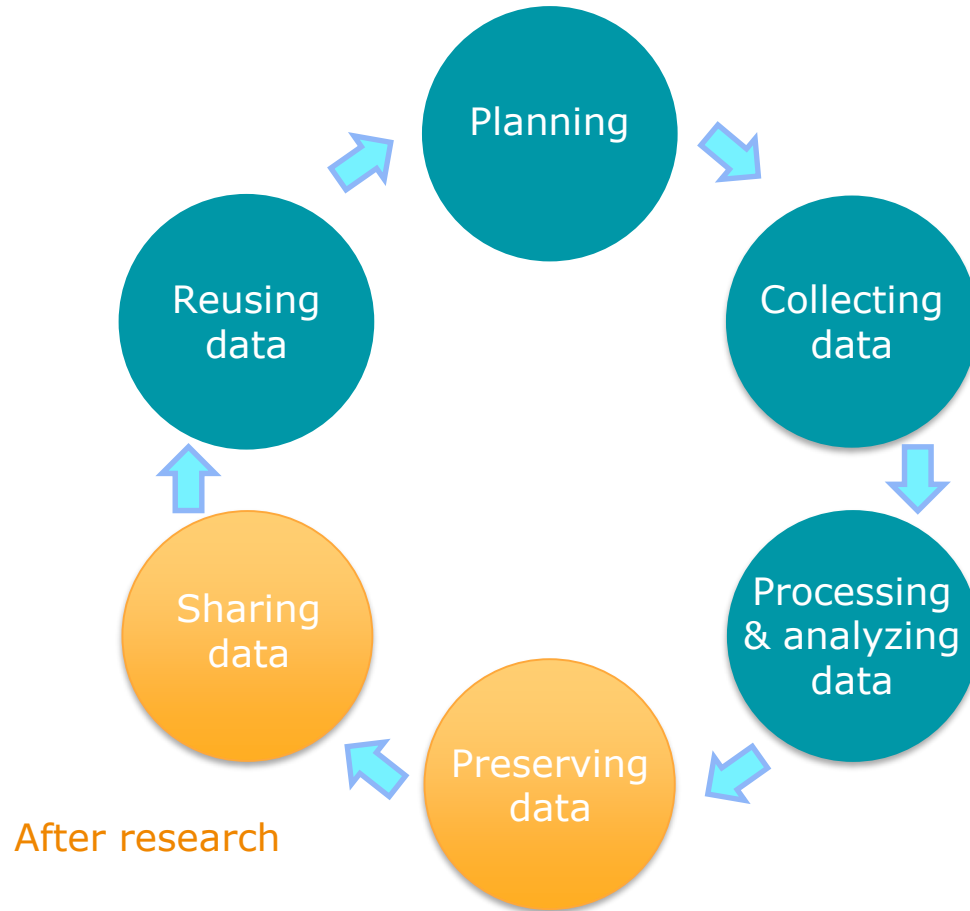 Planning
Collecting
data
Processing
& analyzing
data
Preserving
data
Sharing
data
Reusing
data
After research